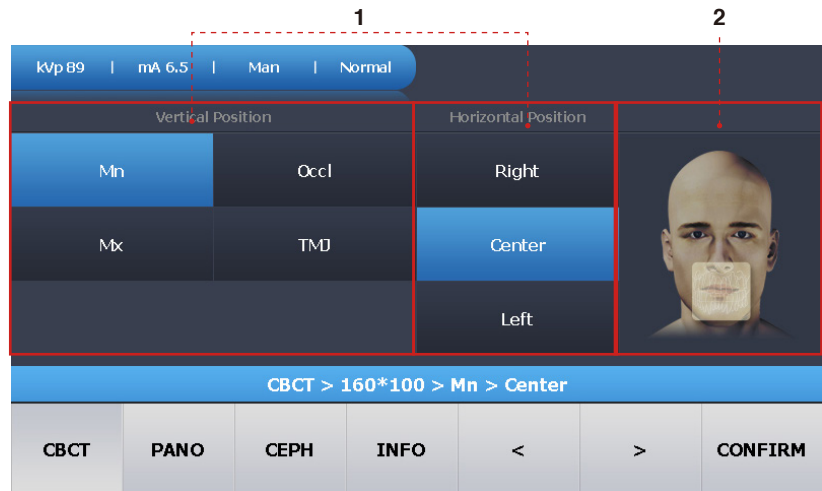 1 2
kVp 89 | mA 6.5 | Man | Normal
Vertical Position Horizontal Position
Mn Occl Right
Mx TMJ Center
Left
CBCT > 160*100 > Mn > Center
CBCT PANO CEPH INFO < > CONFIRM